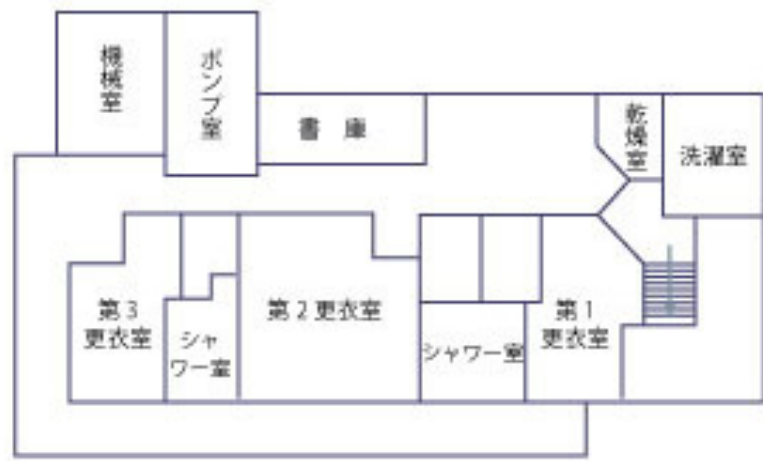 機械室
ポンプ室
書庫
乾燥室
洗濯室
第3
更衣室
シャ
ワー室
第2更衣室
シャワー室
第1
更衣室